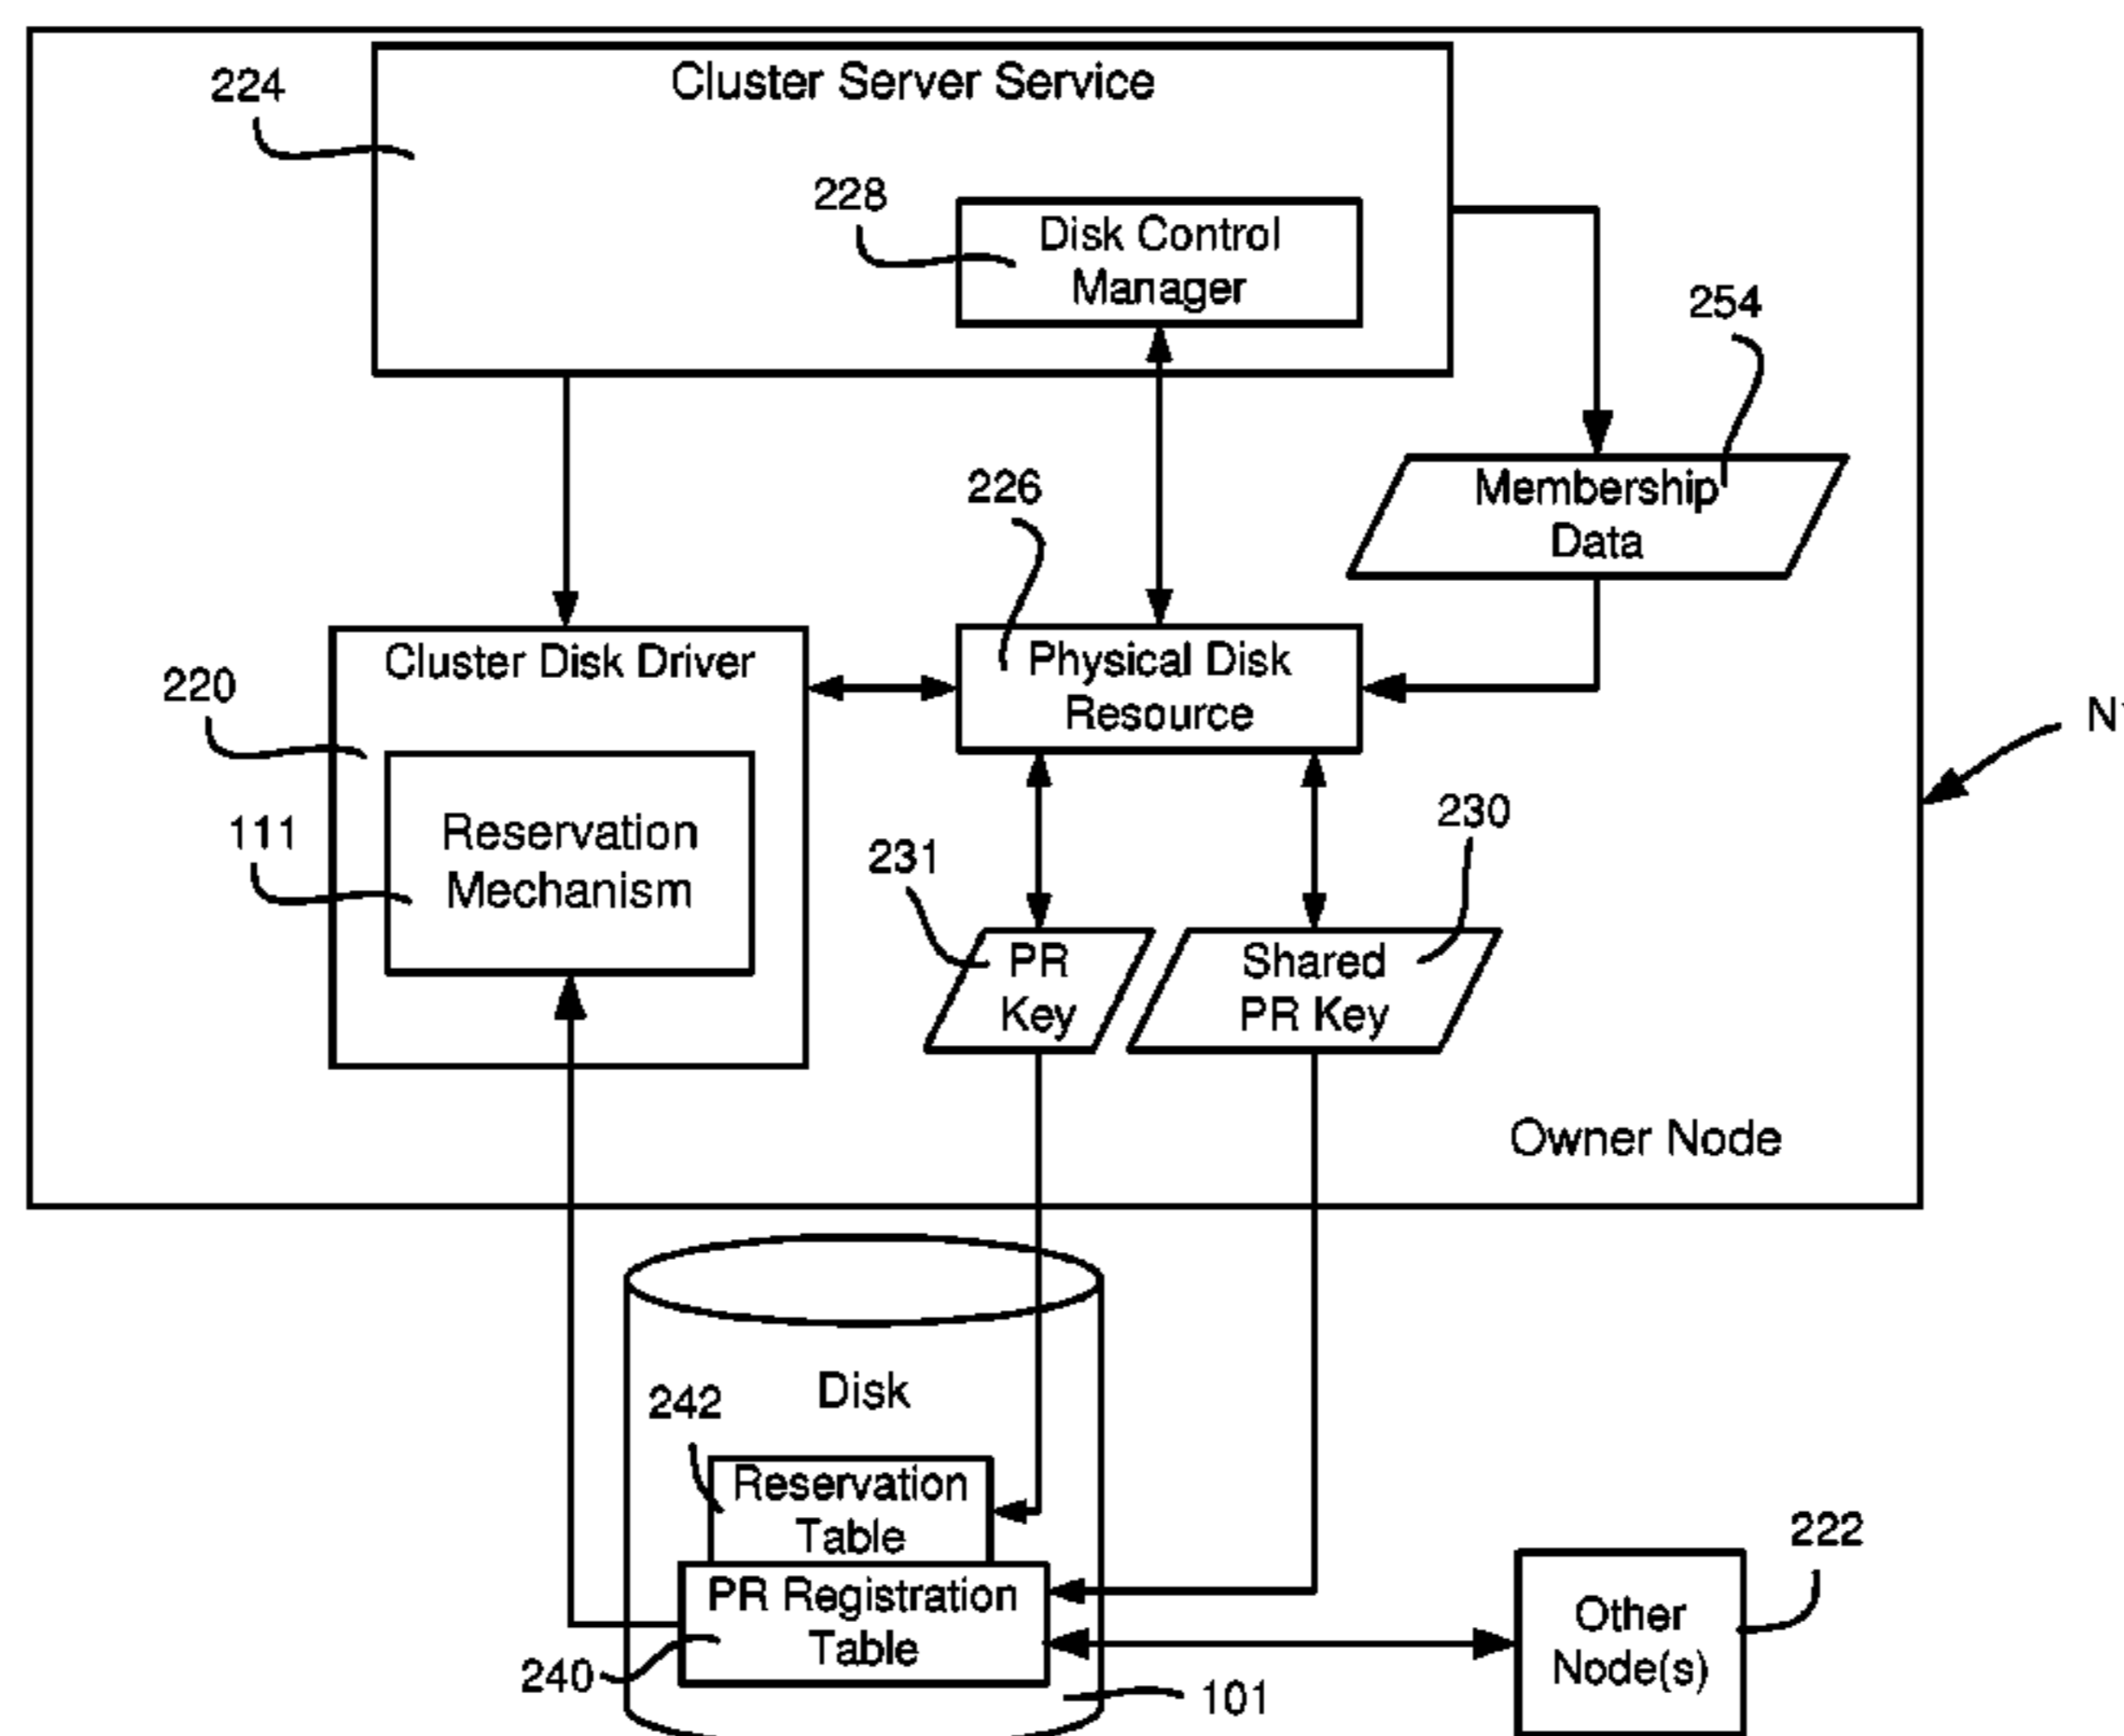 224
Cluster Server Service
228
Disk Control
Manager
254
Membership
Data
226
Physical Disk
Resource
220
Cluster Disk Driver
111
Reservation
Mechanism
231
PR
Key
230
Shared
PR Key
Owner Node
Disk
242
Reservation
Table
PR Registration
Table
240
101
222
Other
Node(s)